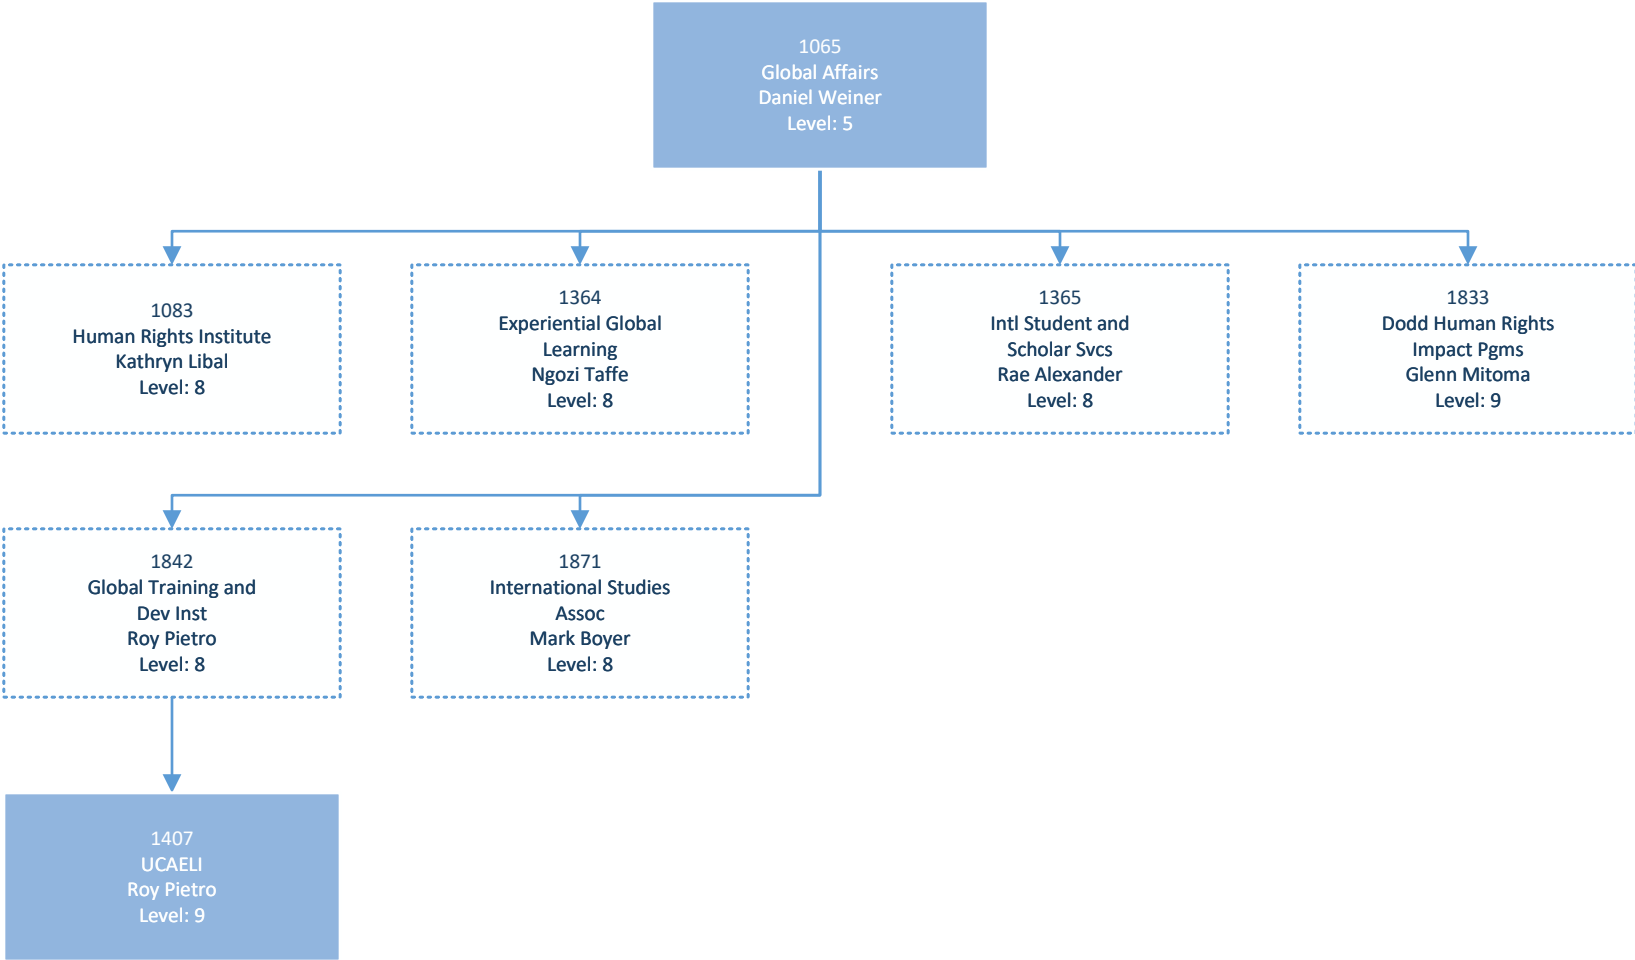 1065
Global Affairs
Daniel Weiner
Level: 5
1083
Human Rights Institute
Kathryn Libal
Level: 8
1364
Experiential Global
Learning
Ngozi Taffe
Level: 8
1365
Intl Student and
Scholar Svcs
Rae Alexander
Level: 8
1833
Dodd Human Rights
Impact Pgms
Glenn Mitoma
Level: 9
1842
Global Training and
Dev Inst
Roy Pietro
Level: 8
1871
International Studies
Assoc
Mark Boyer
Level: 8
1407
UCAELI
Roy Pietro
Level: 9